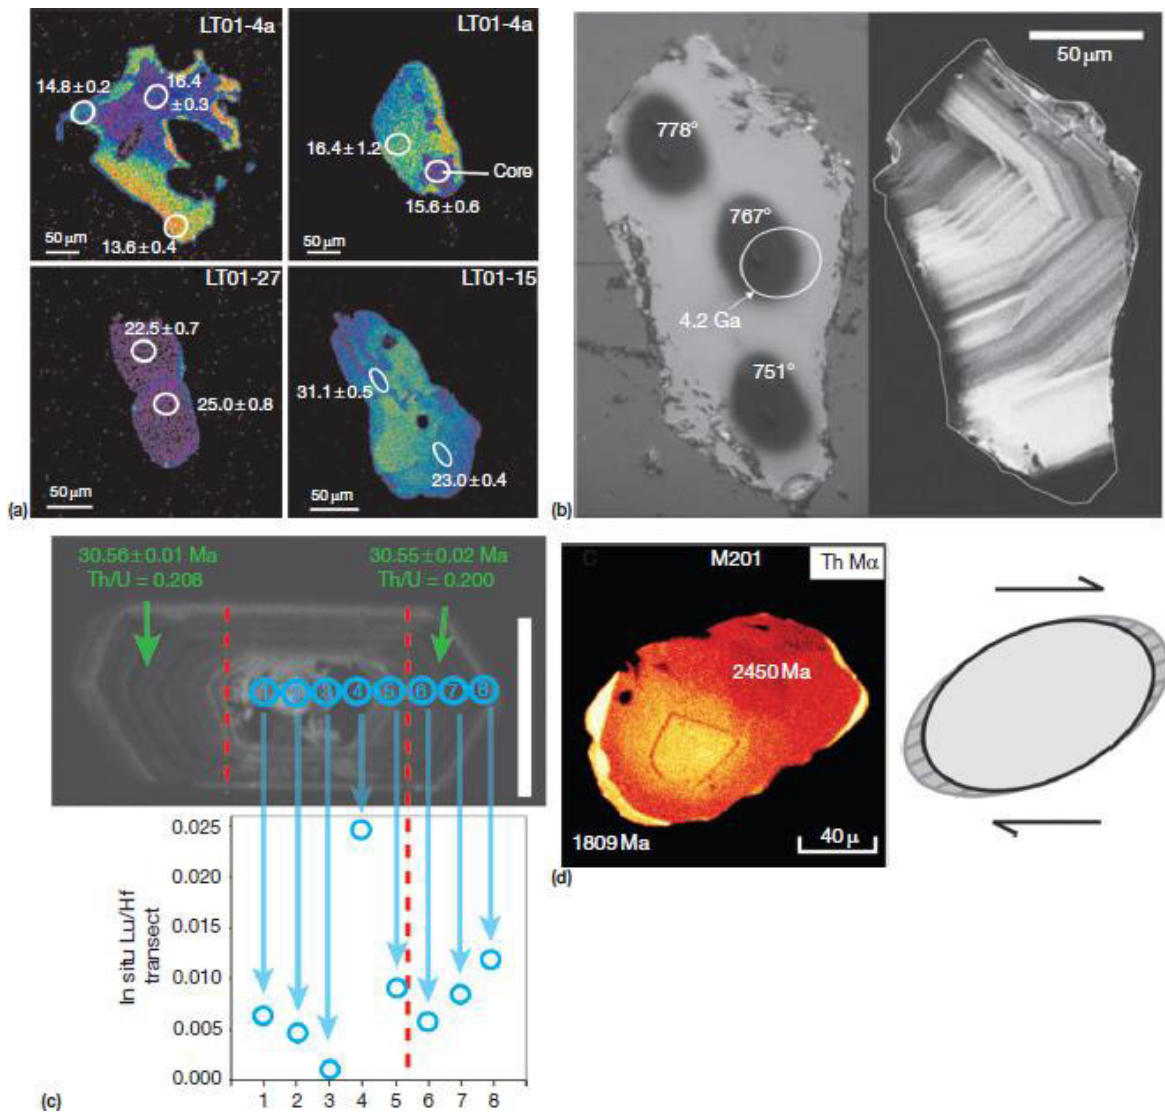 LT01-4a
14.8±0.2
16.4
±0.3
13.6±0.4
50 μm
LT01-4a
16.4±1.2
Core
15.6±0.6
50 μm
LT01-27
22.5±0.7
25.0±0.8
50 μm
LT01-15
31.1±0.5
23.0±0.4
50 μm
(a)
50 μm
778°
767°
4.2 Ga
751°
(b)
30.56±0.01 Ma
Th/U = 0.206
30.55±0.02 Ma
Th/U = 0.200
1 2 3 4 5 6 7 8
In situ Lu/Hf
transect
0.025
0.020
0.015
0.010
0.005
0.000
1 2 3 4 5 6 7 8
(c)
C
M201
Th Mα
2450 Ma
1809 Ma
40 μ
(d)